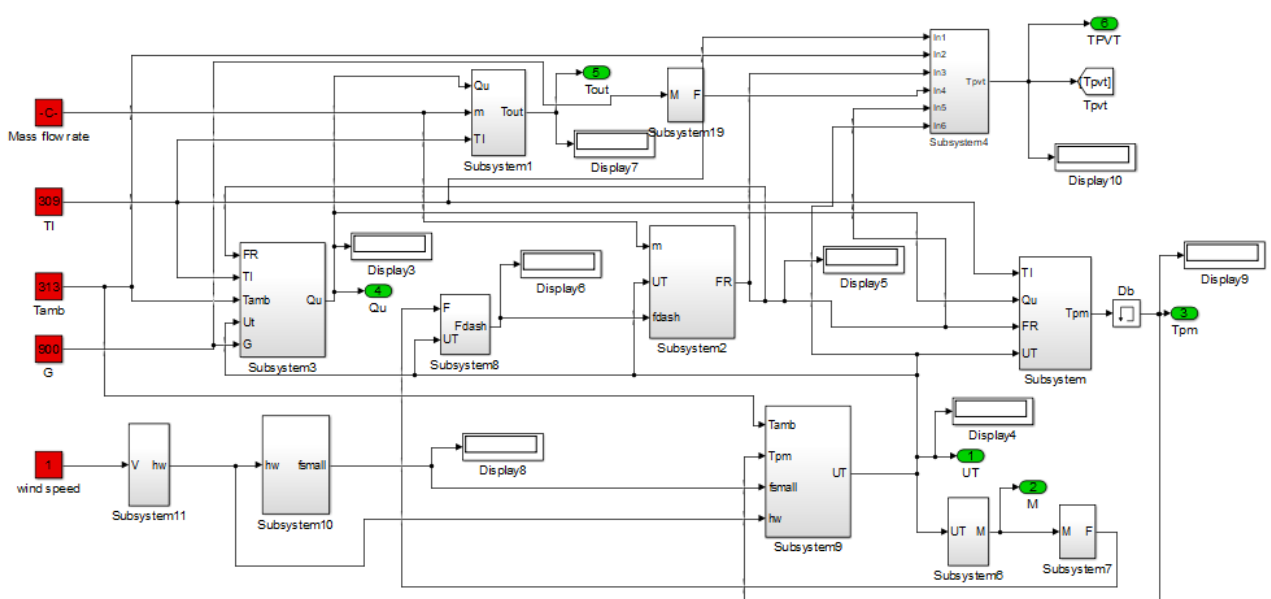 6
TPVT
In1
In2
In3
In4
In5
In6
Tpvt
Subsystem4
[Tpvt]
Tpvt
Display10
5
Tout
M F
Subsystem19
Qu
m
TI
Tout
Subsystem1
Display7
-C-
Mass flow rate
309
TI
313
Tamb
900
G
FR
TI
Tamb
Ut
G
Qu
Subsystem3
Display3
4
Qu
F
UT
Fdash
Subsystem8
Display6
m
UT
fdash
FR
Subsystem2
Display5
TI
Qu
FR
UT
Tpm
Subsystem
Db
3
Tpm
Display9
1
wind speed
V hw
Subsystem11
hw fsmall
Subsystem10
Display8
Tamb
Tpm
fsmall
hw
UT
Subsystem9
Display4
1
UT
2
M
UT M
Subsystem6
M F
Subsystem7